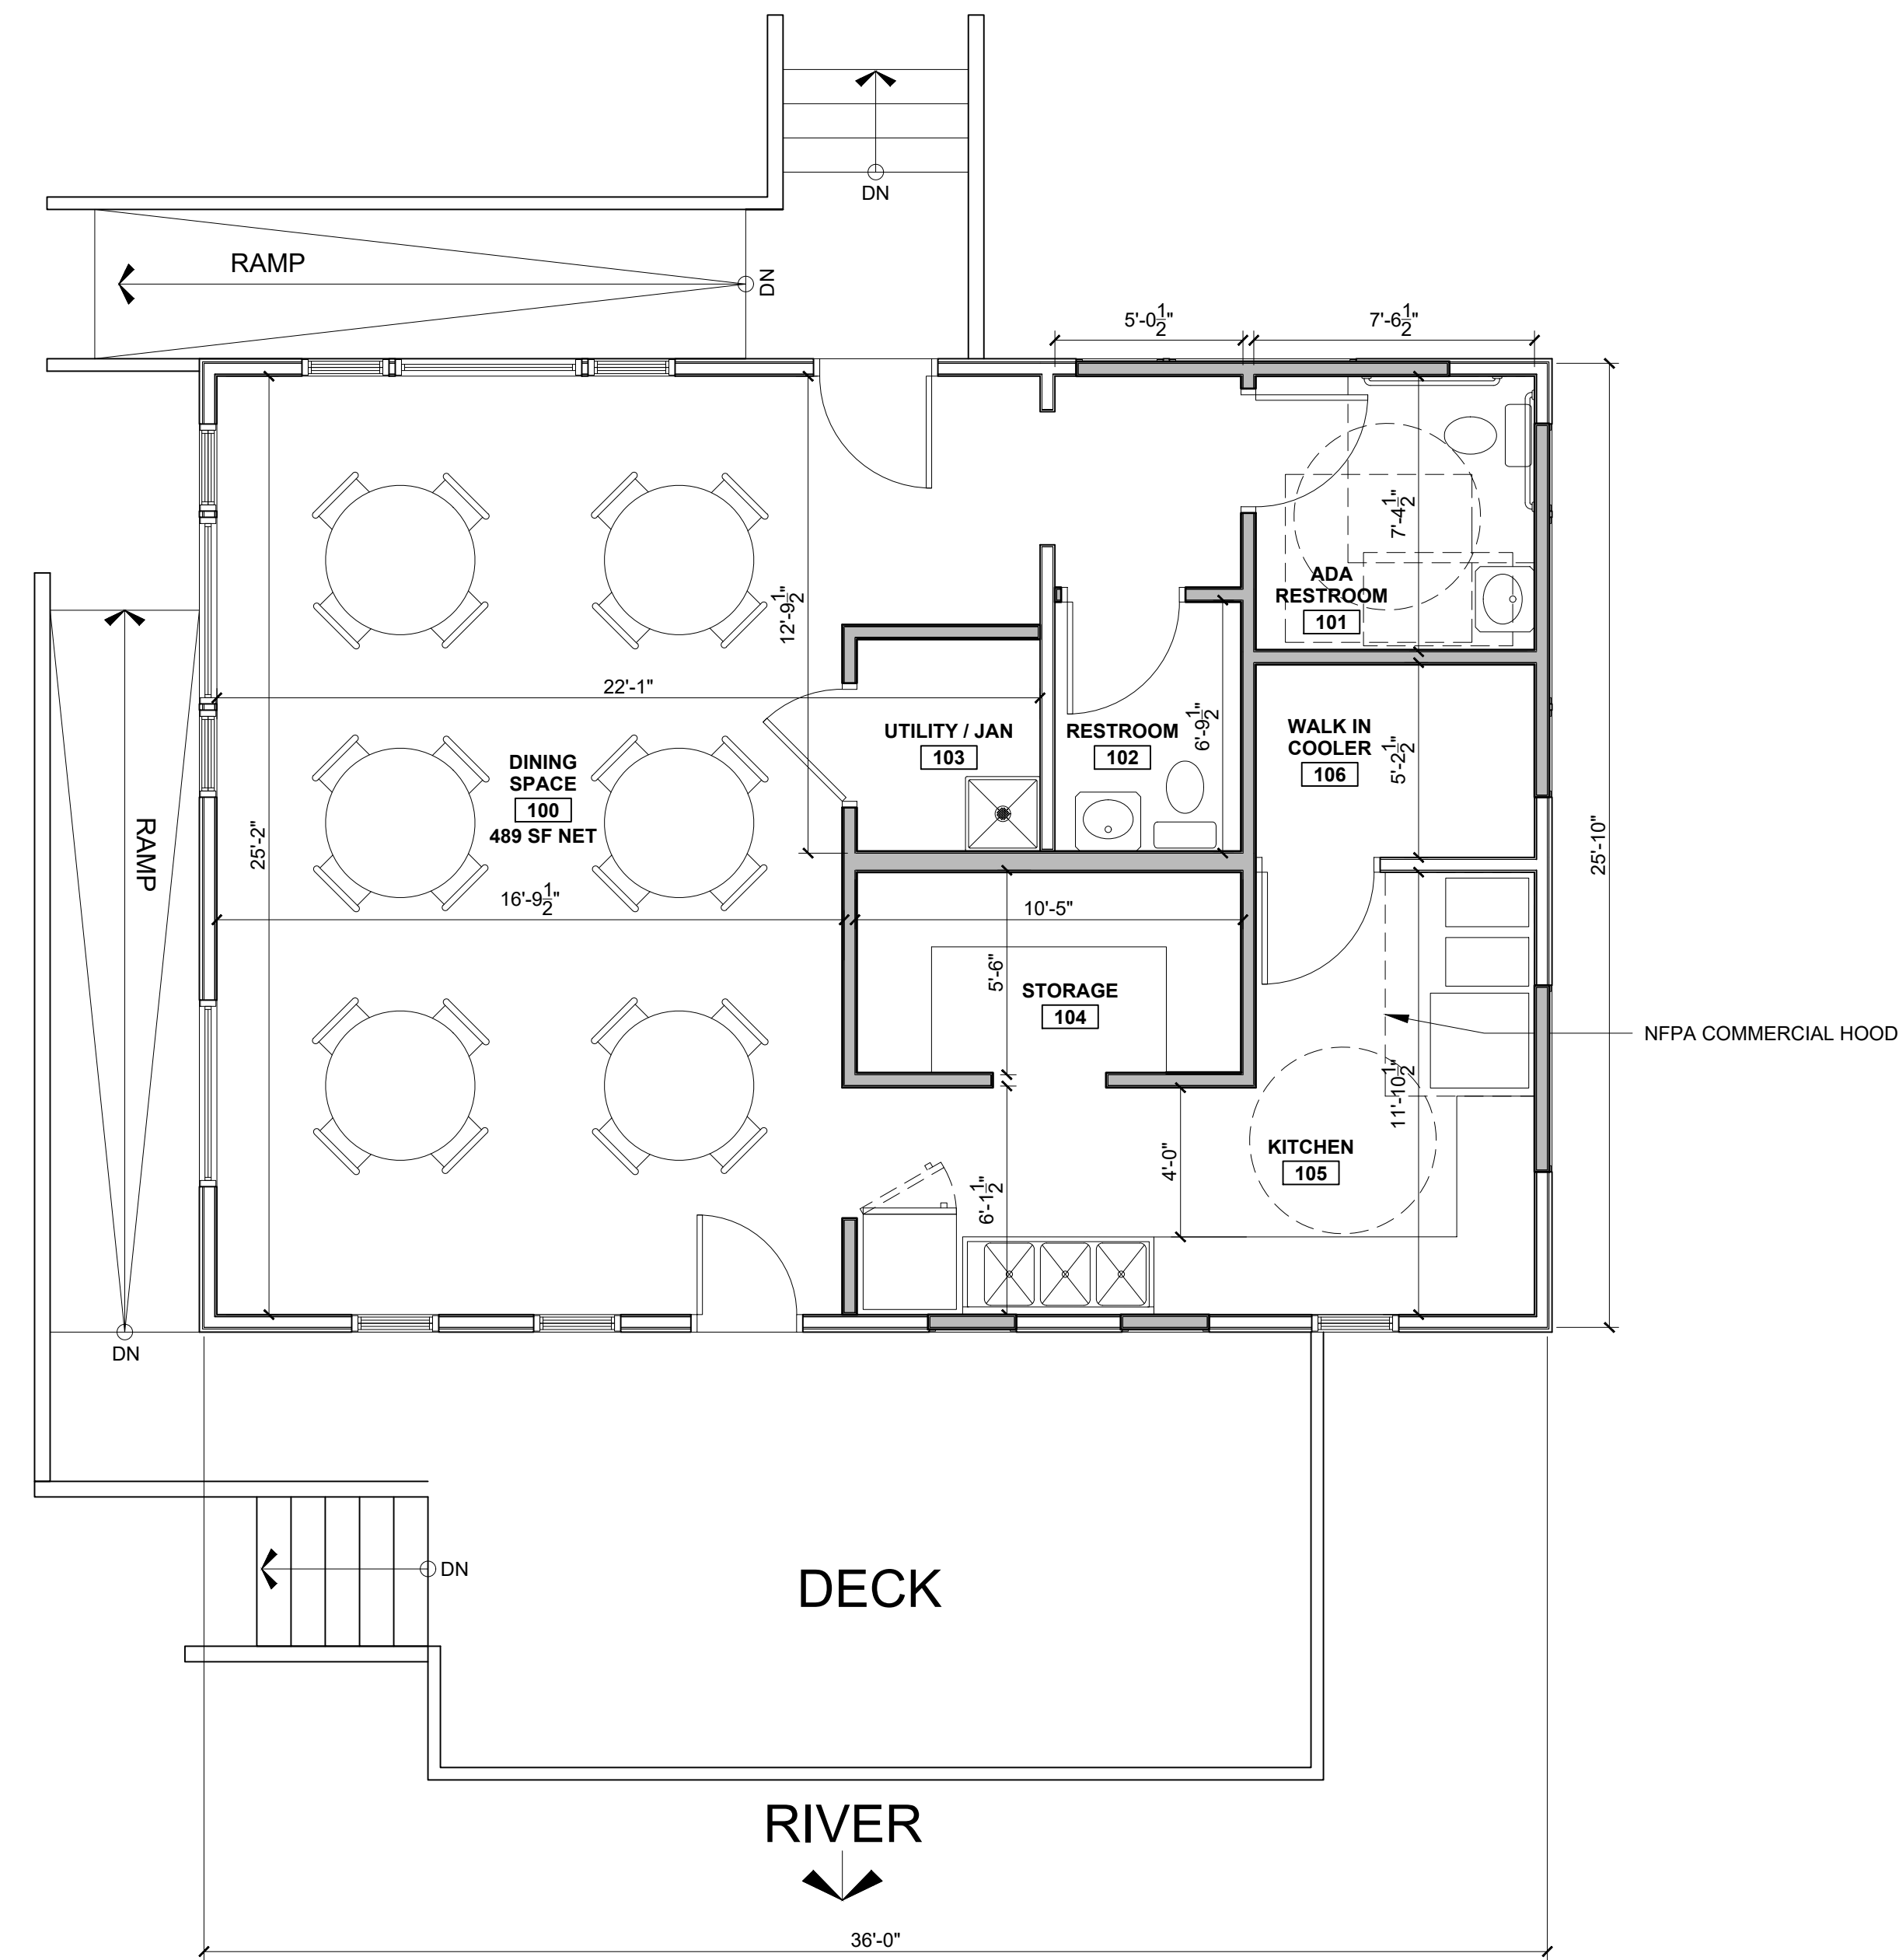 DN
RAMP
DN
5'-0 1/2"
7'-6 1/2"
7'-4 1/2"
ADA
RESTROOM
101
12'-9 1/2"
22'-1"
UTILITY / JAN
103
RESTROOM
102
6'-9 1/2"
WALK IN
COOLER
106
5'-2 1/2"
DINING
SPACE
100
489 SF NET
RAMP
25'-2"
25'-10"
16'-9 1/2"
10'-5"
5'-6"
STORAGE
104
NFPA COMMERCIAL HOOD
11'-10 1/2"
KITCHEN
105
4'-0"
6'-1 1/2"
DN
DN
DECK
RIVER
36'-0"